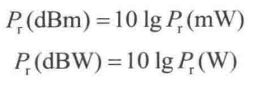 P_r(dBm) = 10 lg P_r(mW)
P_r(dBW) = 10 lg P_r(W)